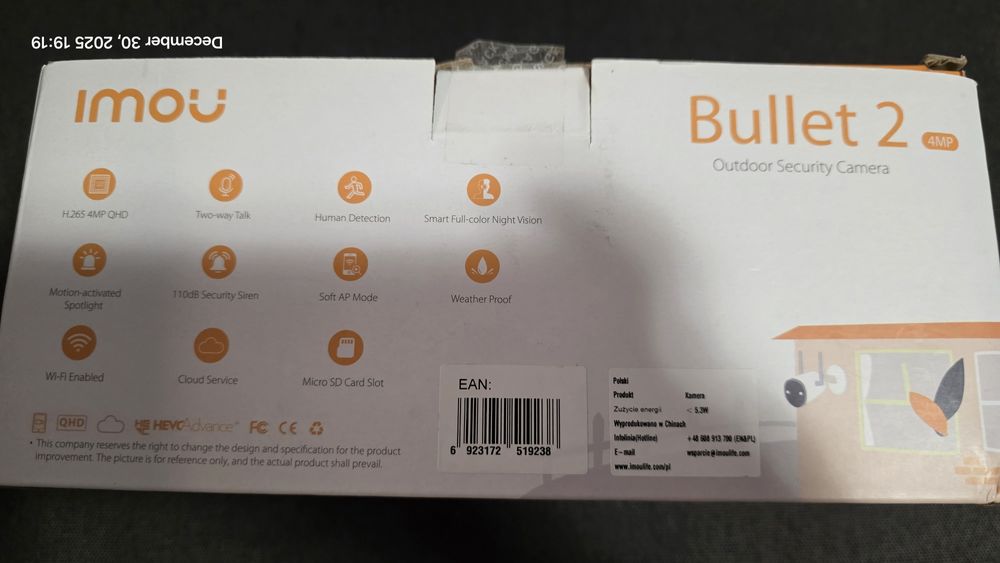 December 30, 2025 19:19
imou
Bullet 2 4MP
Outdoor Security Camera
H.265 4MP QHD
Two-way Talk
Human Detection
Smart Full-color Night Vision
Motion-activated
Spotlight
110dB Security Siren
Soft AP Mode
Weather Proof
Wi-Fi Enabled
Cloud Service
Micro SD Card Slot
QHD
HEVC Advance™
FC CE
• This company reserves the right to change the design and specification for the product
improvement. The picture is for reference only, and the actual product shall prevail.
EAN:
6 923172 519238
Polski
Produkt Kamera
Zużycie energii < 5.3W
Wyprodukowano w Chinach
Infolinia(Hotline) +48 608 913 700 (EN&PL)
E-mail wsparcie@imoulife.com
www.imoulife.com/pl